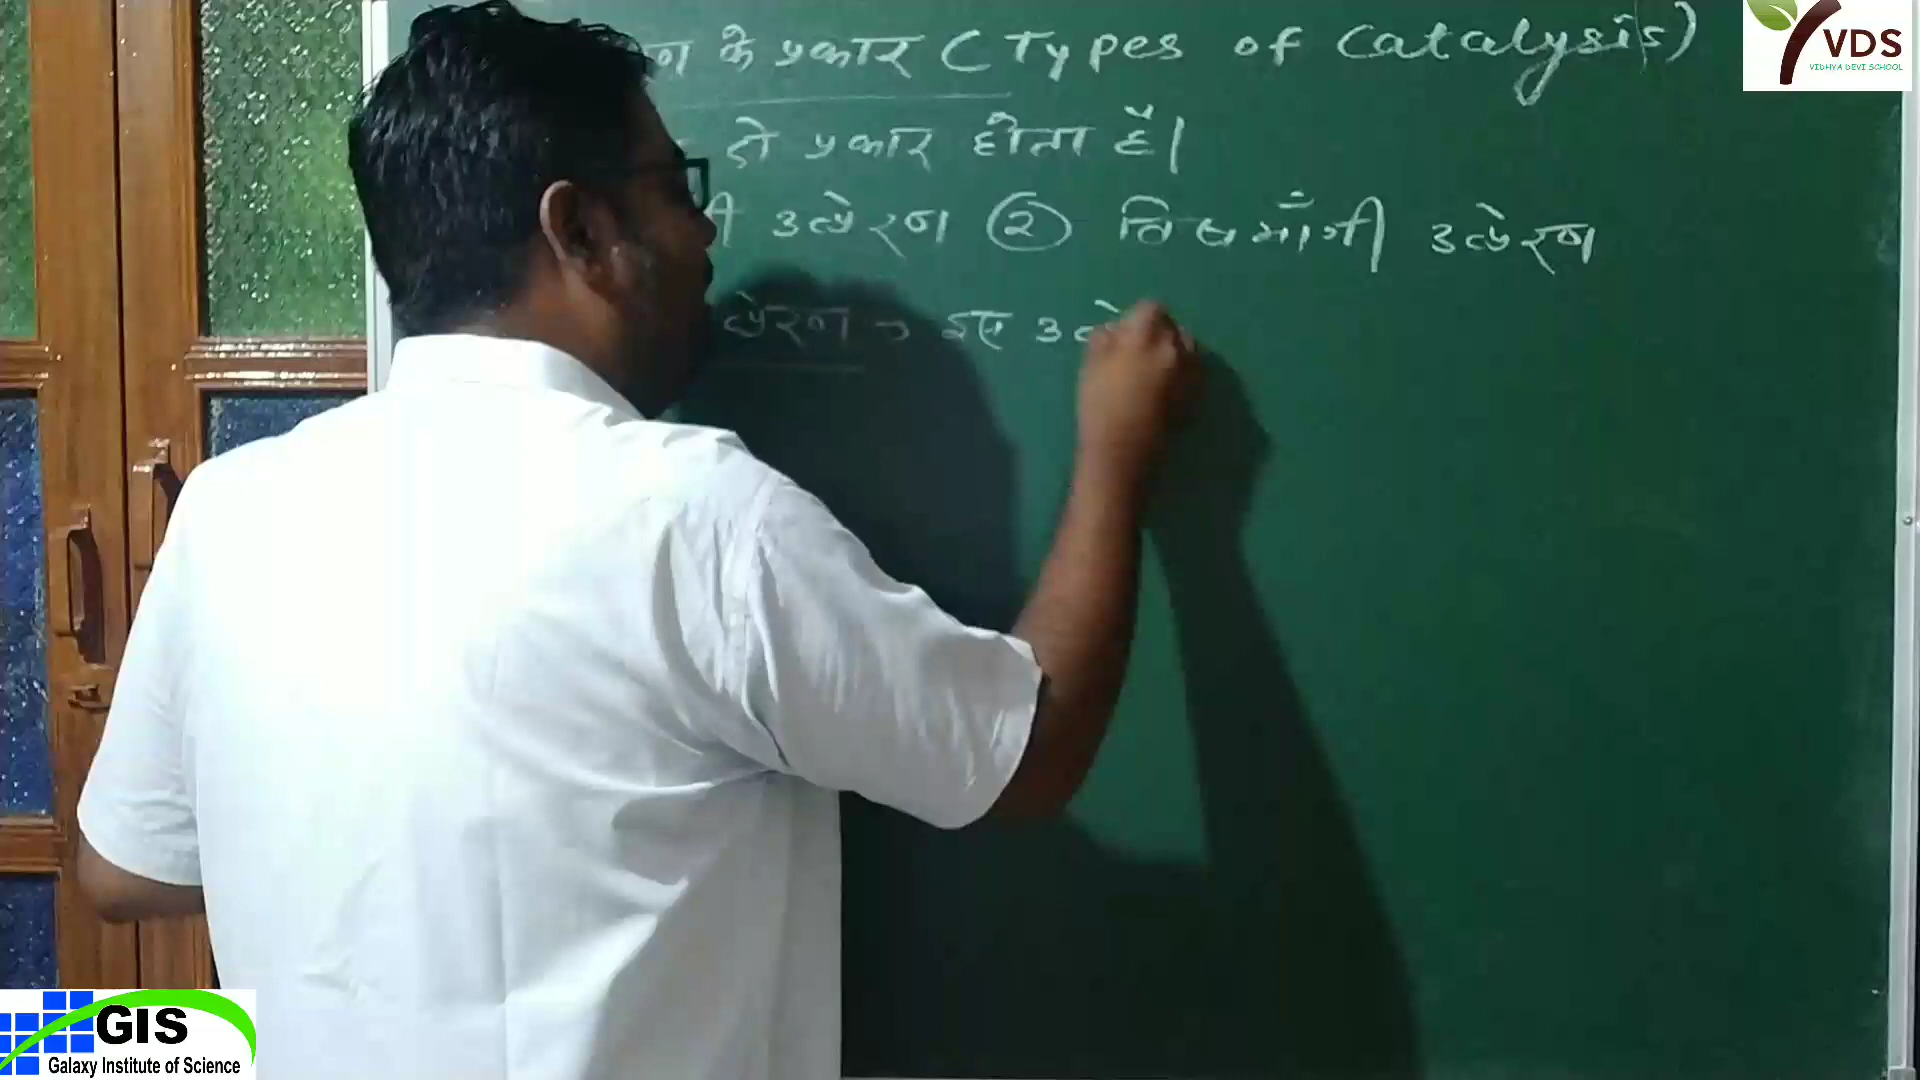 के प्रकार (Types of Catalysis)
दो प्रकार होता है।
उत्प्रेरण ② विषमाँगी उत्प्रेरण
इस
VDS
VIDHYA DEVI SCHOOL
GIS
Galaxy Institute of Science